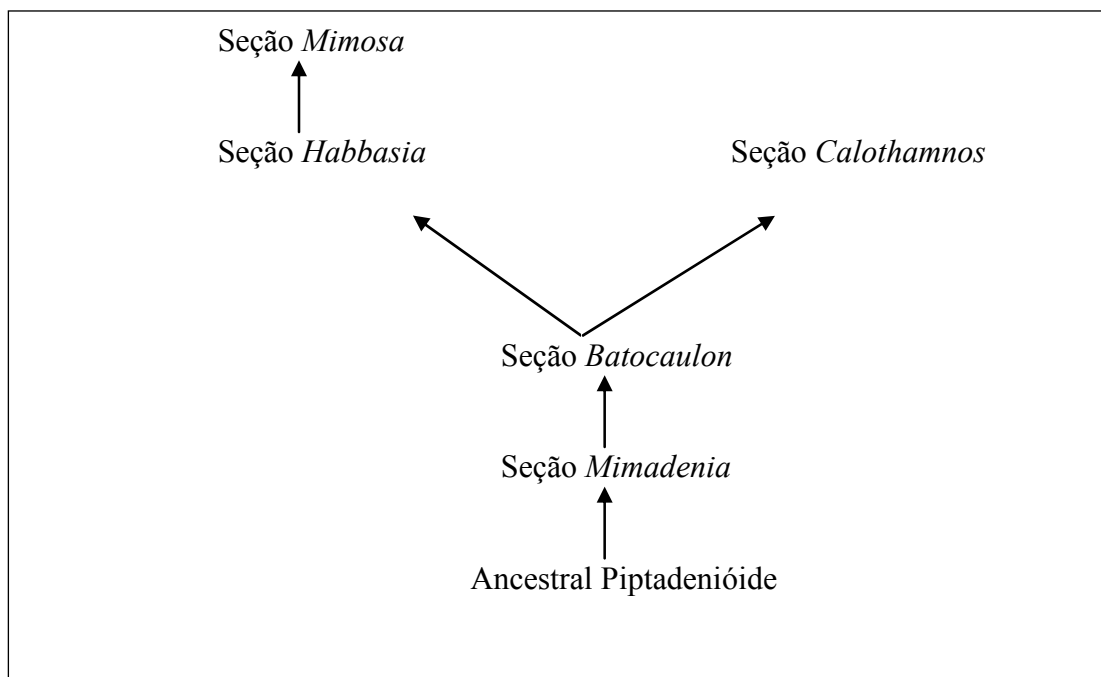 Seção Mimosa
Seção Habbasia
Seção Calothamnos
Seção Batocaulon
Seção Mimadenia
Ancestral Piptadenióide